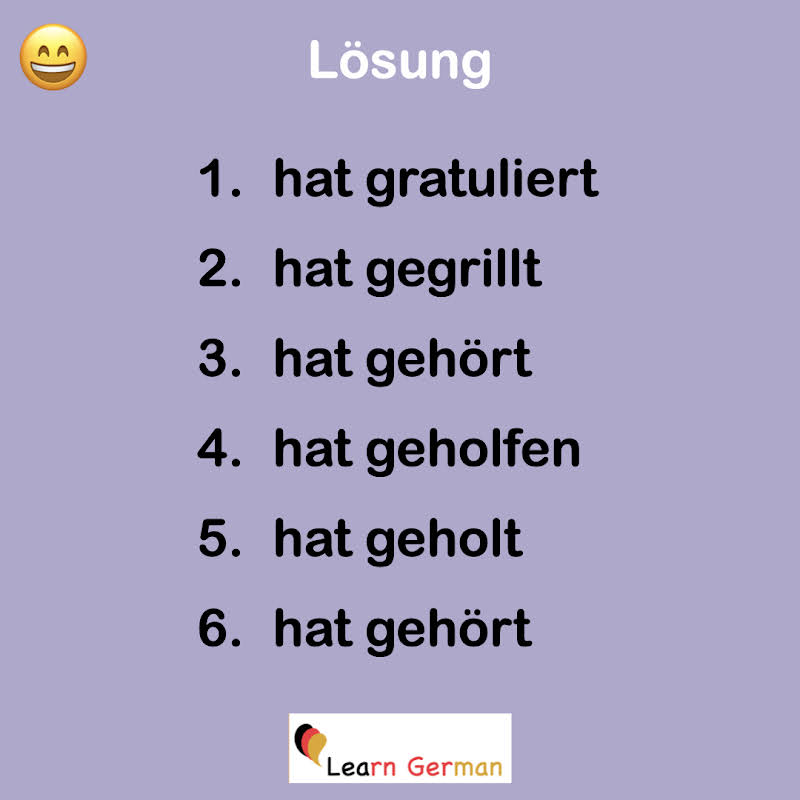 Lösung
1. hat gratuliert
2. hat gegrillt
3. hat gehört
4. hat geholfen
5. hat geholt
6. hat gehört
Learn German